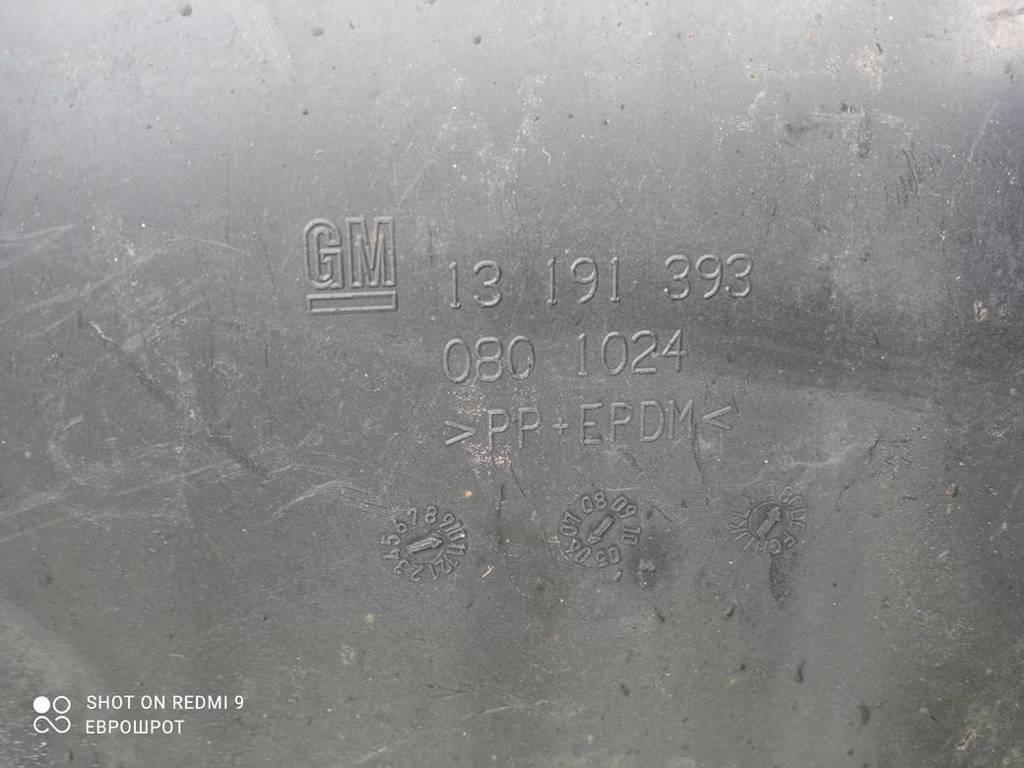 GM 13 191 393
080 1024
>PP+EPDM<
SHOT ON REDMI 9
ЕВРОШРОТ